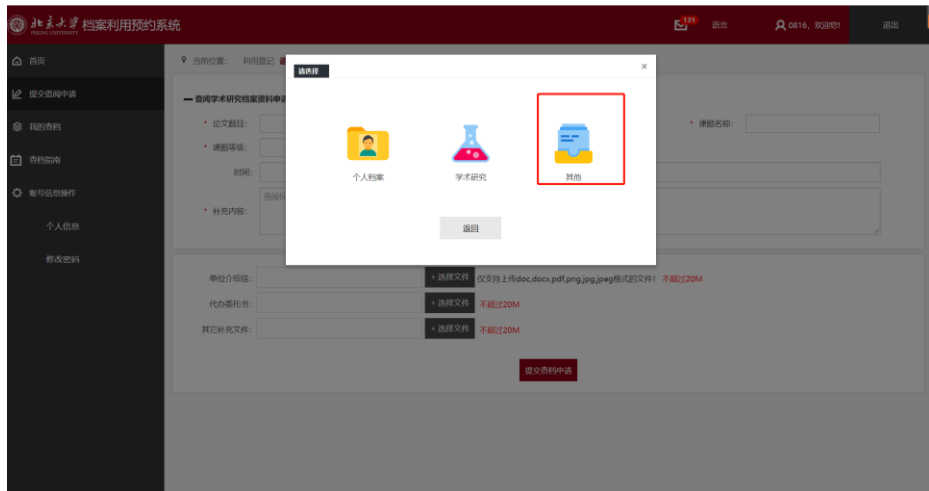 北京大学 档案利用预约系统
PEKING UNIVERSITY
131
语言
0816，欢迎您!
退出
首页
提交借阅申请
我的查档
查档指南
账号信息操作
个人信息
修改密码
当前位置： 利用登记
请选择
×
个人档案
学术研究
其他
返回
查阅学术研究档案资料申
* 论文题目：
* 课题名称：
* 课题等级：
时间：
* 补充内容：
单位介绍信：
+ 选择文件 仅支持上传doc,docx,pdf,png,jpg,jpeg格式的文件！ 不超过20M
代办委托书：
+ 选择文件 不超过20M
其它补充文件：
+ 选择文件 不超过20M
提交查档申请